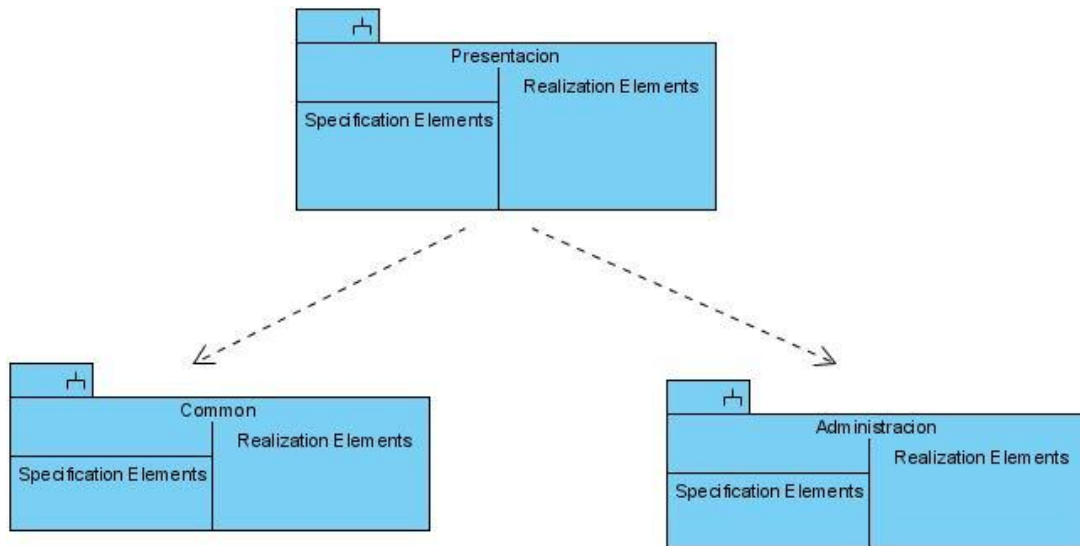 Presentacion
Realization Elements
Specification Elements
Common
Realization Elements
Specification Elements
Administracion
Realization Elements
Specification Elements